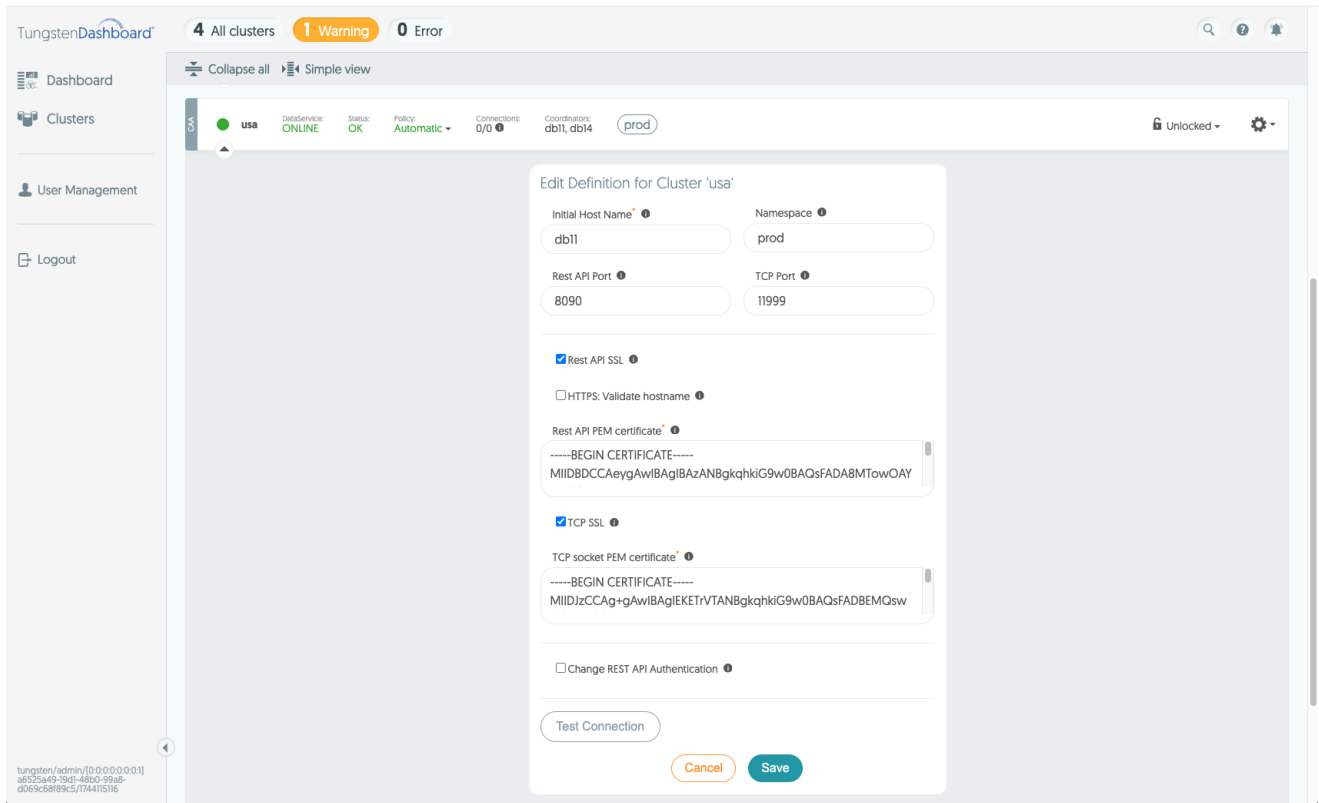 TungstenDashboard
4 All clusters
1 Warning
0 Error
Dashboard
Clusters
User Management
Logout
Collapse all
Simple view
CAA
usa
DataService:
ONLINE
Status:
OK
Policy:
Automatic
Connections:
0/0
Coordinators:
db11, db14
prod
Unlocked
Edit Definition for Cluster 'usa'
Initial Host Name*
Namespace
db11
prod
Rest API Port
TCP Port
8090
11999
Rest API SSL
HTTPS: Validate hostname
Rest API PEM certificate*
-----BEGIN CERTIFICATE-----
MIIDBDCCAeygAwIBAgIBAzANBgkqhkiG9w0BAQsFADA8MTowOAY
TCP SSL
TCP socket PEM certificate*
-----BEGIN CERTIFICATE-----
MIIDJzCCAg+gAwIBAgIEKETrVTANBgkqhkiG9w0BAQsFADBEMQsw
Change REST API Authentication
Test Connection
Cancel
Save
tungsten/admin/[0:0:0:0:0:0:0:1]
a6525a49-19d1-48b0-99a8-
d069c68f89c5/1744115116